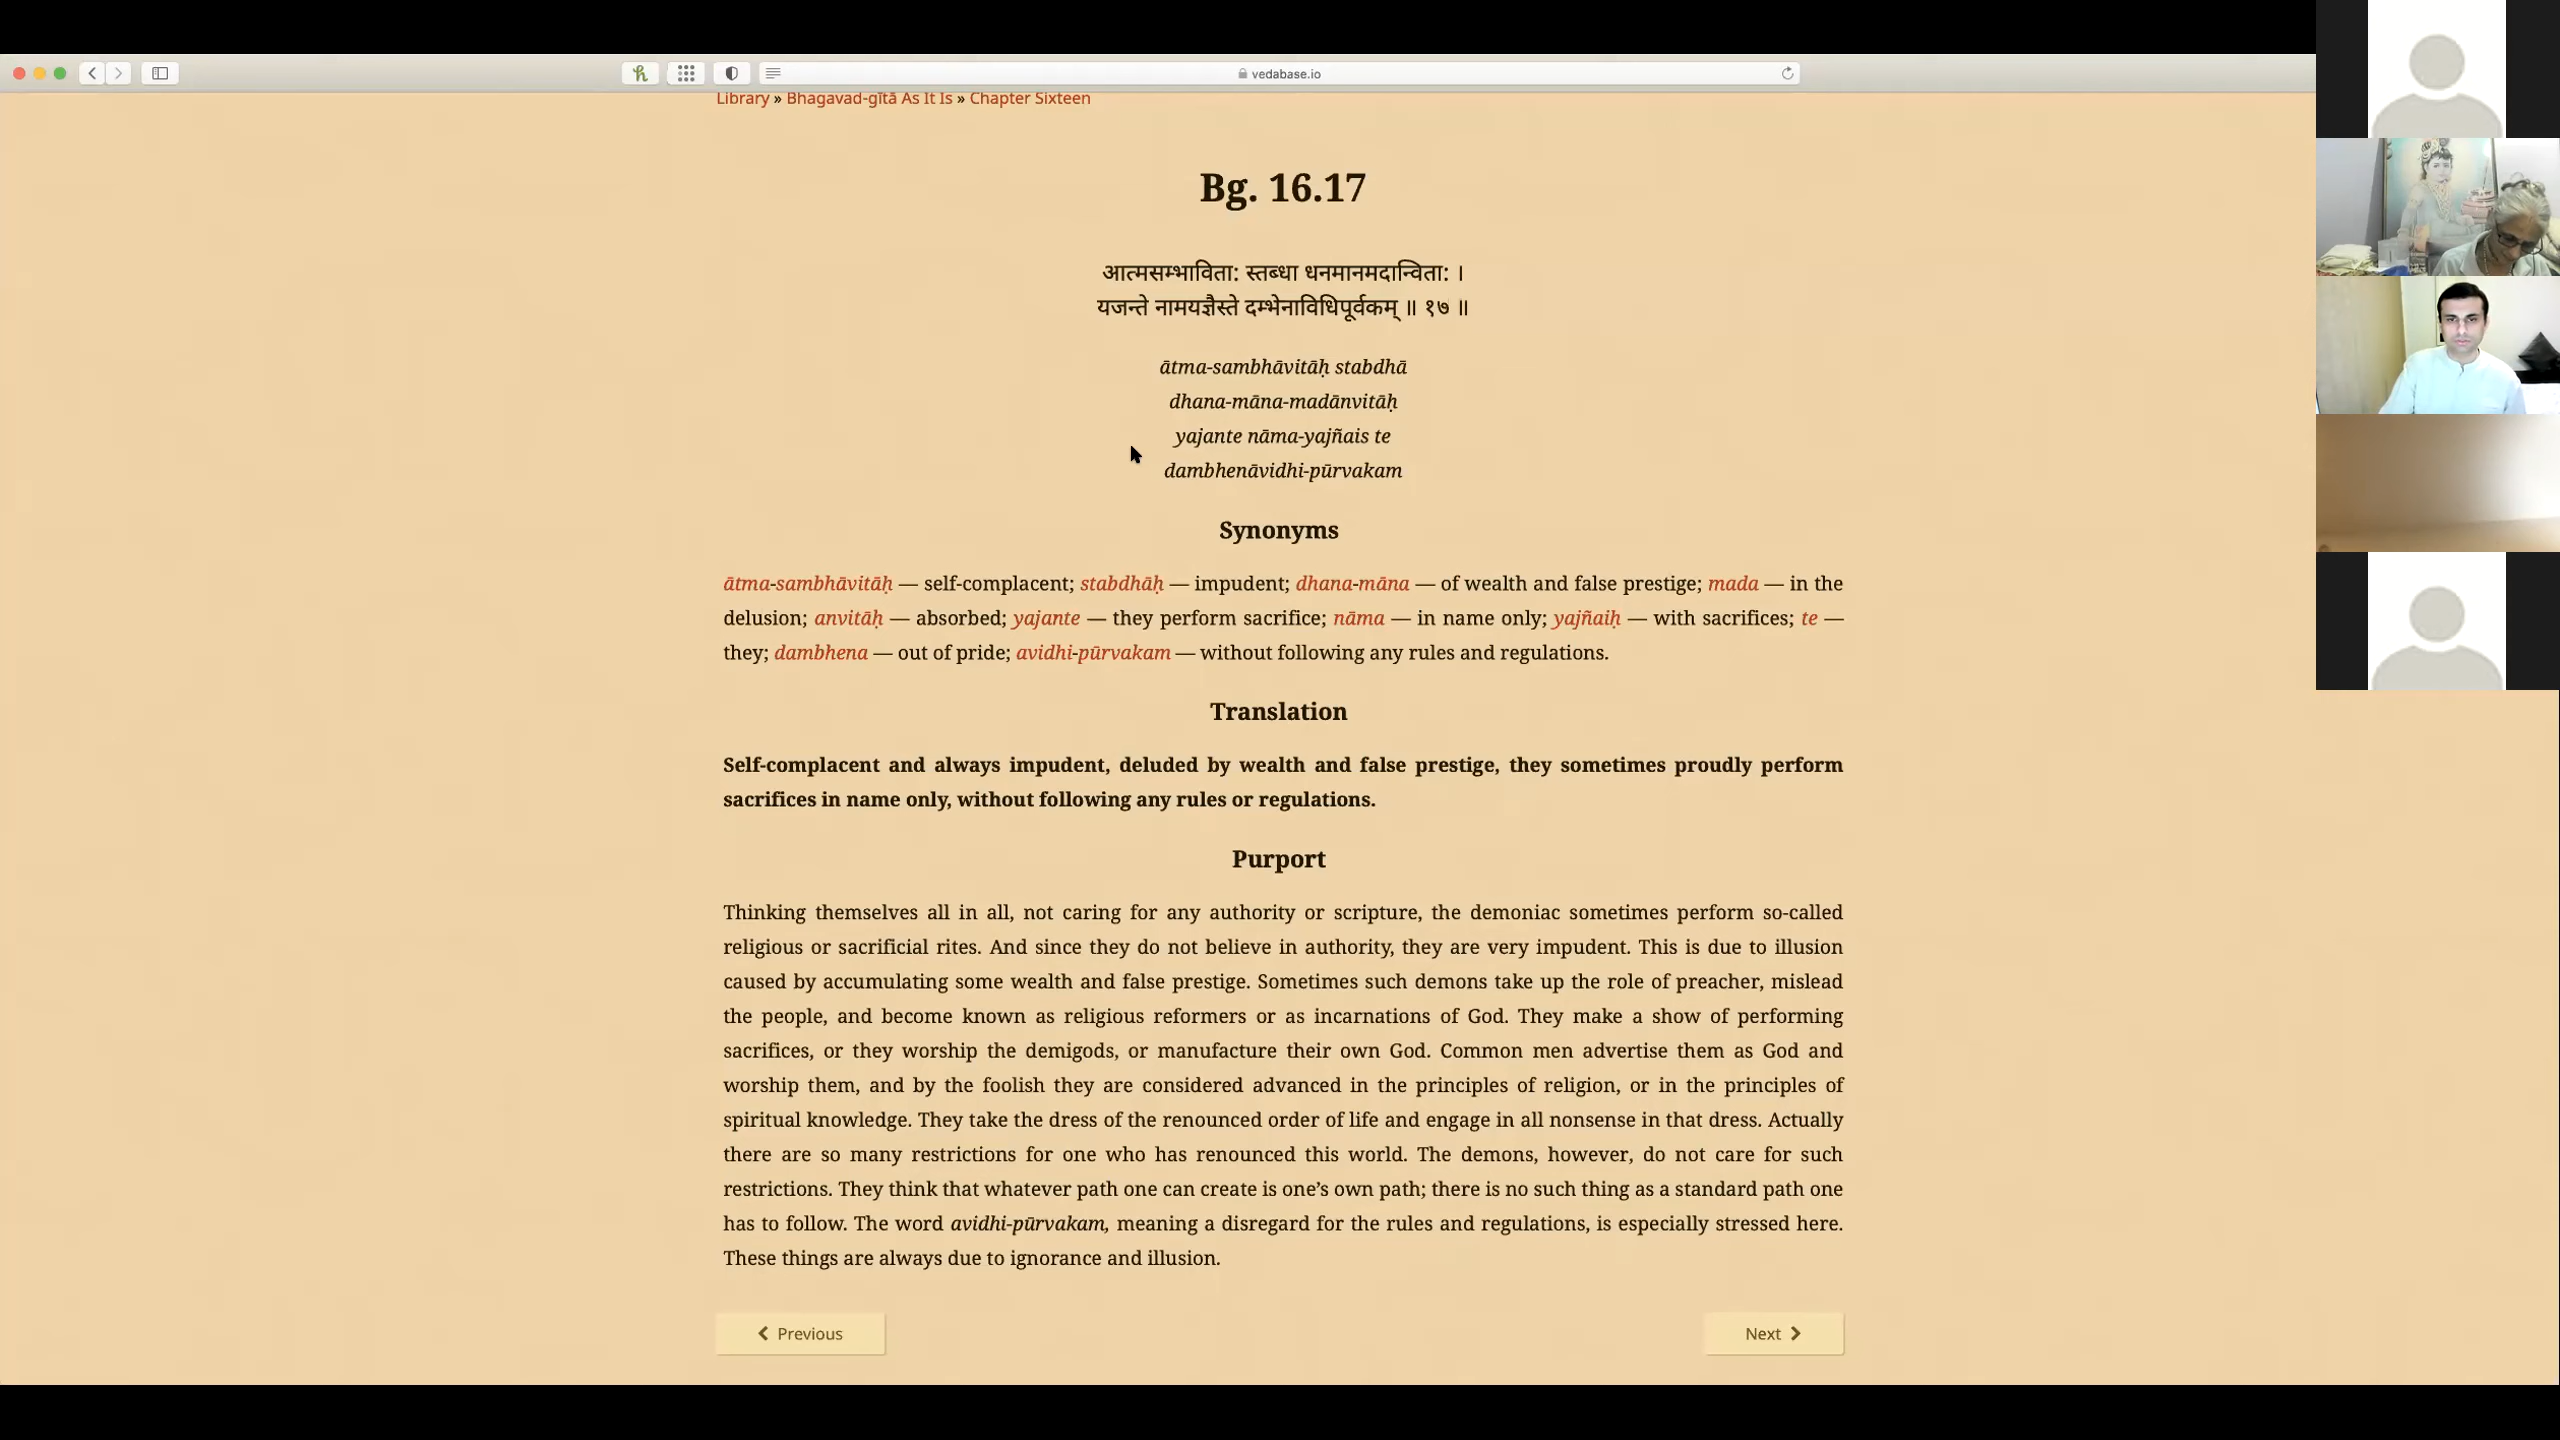 vedabase.io
Library » Bhagavad-gītā As It Is » Chapter Sixteen
Bg. 16.17
आत्मसम्भाविता: स्तब्धा धनमानमदान्विता: ।
यजन्ते नामयज्ञैस्ते दम्भेनाविधिपूर्वकम् ॥ १७ ॥
ātma-sambhāvitāḥ stabdhā
dhana-māna-madānvitāḥ
yajante nāma-yajñais te
dambhenāvidhi-pūrvakam
Synonyms
ātma-sambhāvitāḥ — self-complacent; stabdhāḥ — impudent; dhana-māna — of wealth and false prestige; mada — in the
delusion; anvitāḥ — absorbed; yajante — they perform sacrifice; nāma — in name only; yajñaiḥ — with sacrifices; te —
they; dambhena — out of pride; avidhi-pūrvakam — without following any rules and regulations.
Translation
Self-complacent and always impudent, deluded by wealth and false prestige, they sometimes proudly perform
sacrifices in name only, without following any rules or regulations.
Purport
Thinking themselves all in all, not caring for any authority or scripture, the demoniac sometimes perform so-called
religious or sacrificial rites. And since they do not believe in authority, they are very impudent. This is due to illusion
caused by accumulating some wealth and false prestige. Sometimes such demons take up the role of preacher, mislead
the people, and become known as religious reformers or as incarnations of God. They make a show of performing
sacrifices, or they worship the demigods, or manufacture their own God. Common men advertise them as God and
worship them, and by the foolish they are considered advanced in the principles of religion, or in the principles of
spiritual knowledge. They take the dress of the renounced order of life and engage in all nonsense in that dress. Actually
there are so many restrictions for one who has renounced this world. The demons, however, do not care for such
restrictions. They think that whatever path one can create is one’s own path; there is no such thing as a standard path one
has to follow. The word avidhi-pūrvakam, meaning a disregard for the rules and regulations, is especially stressed here.
These things are always due to ignorance and illusion.
Previous
Next